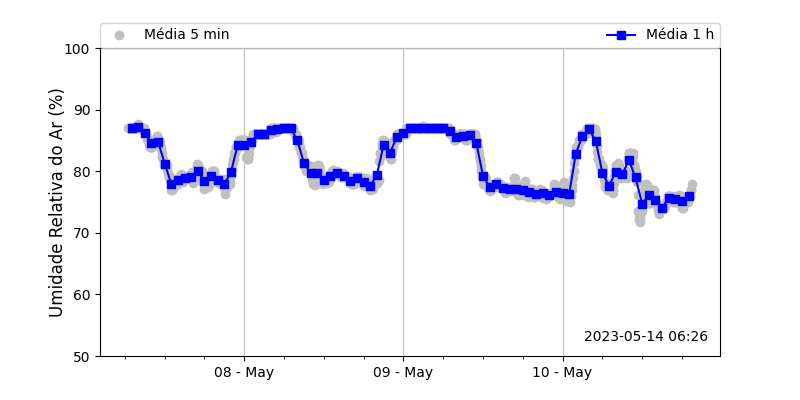 Média 5 min
Média 1 h
Umidade Relativa do Ar (%)
100
90
80
70
60
50
2023-05-14 06:26
08 - May
09 - May
10 - May